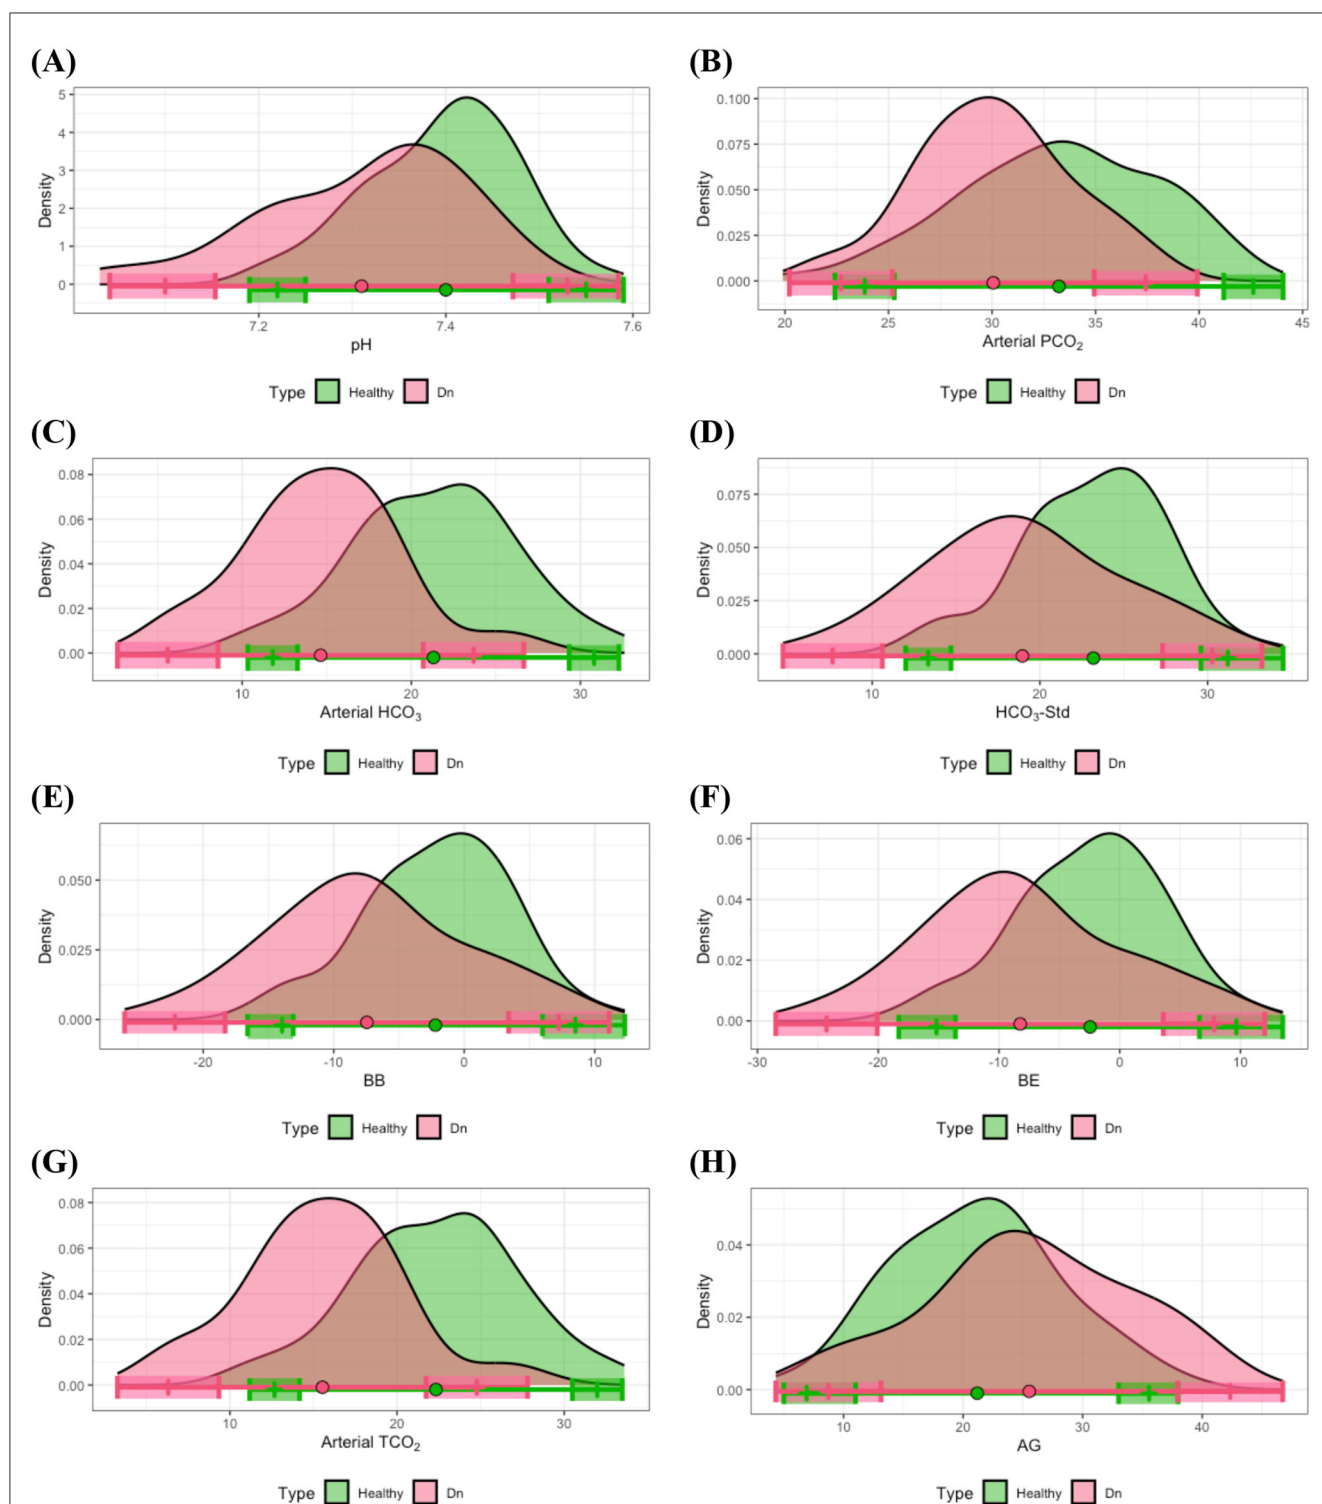 (A)
5
4
3
2
1
0
Density
7.2 7.4 7.6
pH
Type Healthy Dn
(B)
0.100
0.075
0.050
0.025
0.000
Density
20 25 30 35 40 45
Arterial PCO₂
Type Healthy Dn
(C)
0.08
0.06
0.04
0.02
0.00
Density
10 20 30
Arterial HCO₃
Type Healthy Dn
(D)
0.075
0.050
0.025
0.000
Density
10 20 30
HCO₃-Std
Type Healthy Dn
(E)
0.050
0.025
0.000
Density
-20 -10 0 10
BB
Type Healthy Dn
(F)
0.06
0.04
0.02
0.00
Density
-30 -20 -10 0 10
BE
Type Healthy Dn
(G)
0.08
0.06
0.04
0.02
0.00
Density
10 20 30
Arterial TCO₂
Type Healthy Dn
(H)
0.04
0.02
0.00
Density
10 20 30 40
AG
Type Healthy Dn